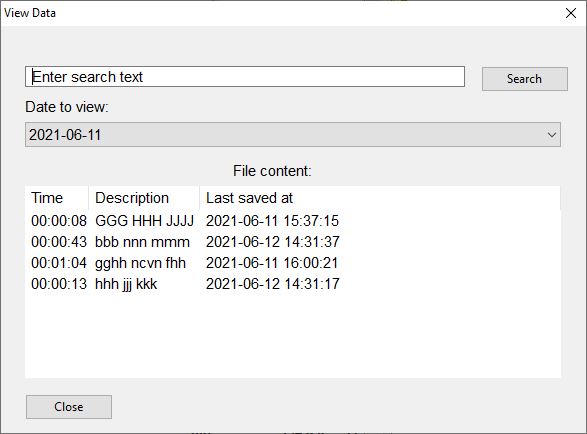 View Data
Enter search text
Search
Date to view:
2021-06-11
File content:
Time Description Last saved at
00:00:08 GGG HHH JJJJ 2021-06-11 15:37:15
00:00:43 bbb nnn mmm 2021-06-12 14:31:37
00:01:04 gghh ncvn fhh 2021-06-11 16:00:21
00:00:13 hhh jjj kkk 2021-06-12 14:31:17
Close